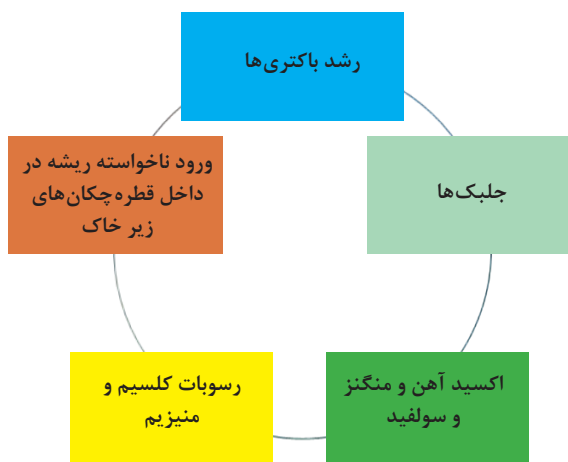 رشد باکتری‌ها
جلبک‌ها
اکسید آهن و منگنز
و سولفید
رسوبات کلسیم و
منیزیم
ورود ناخواسته ریشه در
داخل قطره‌چکان‌های
زیر خاک